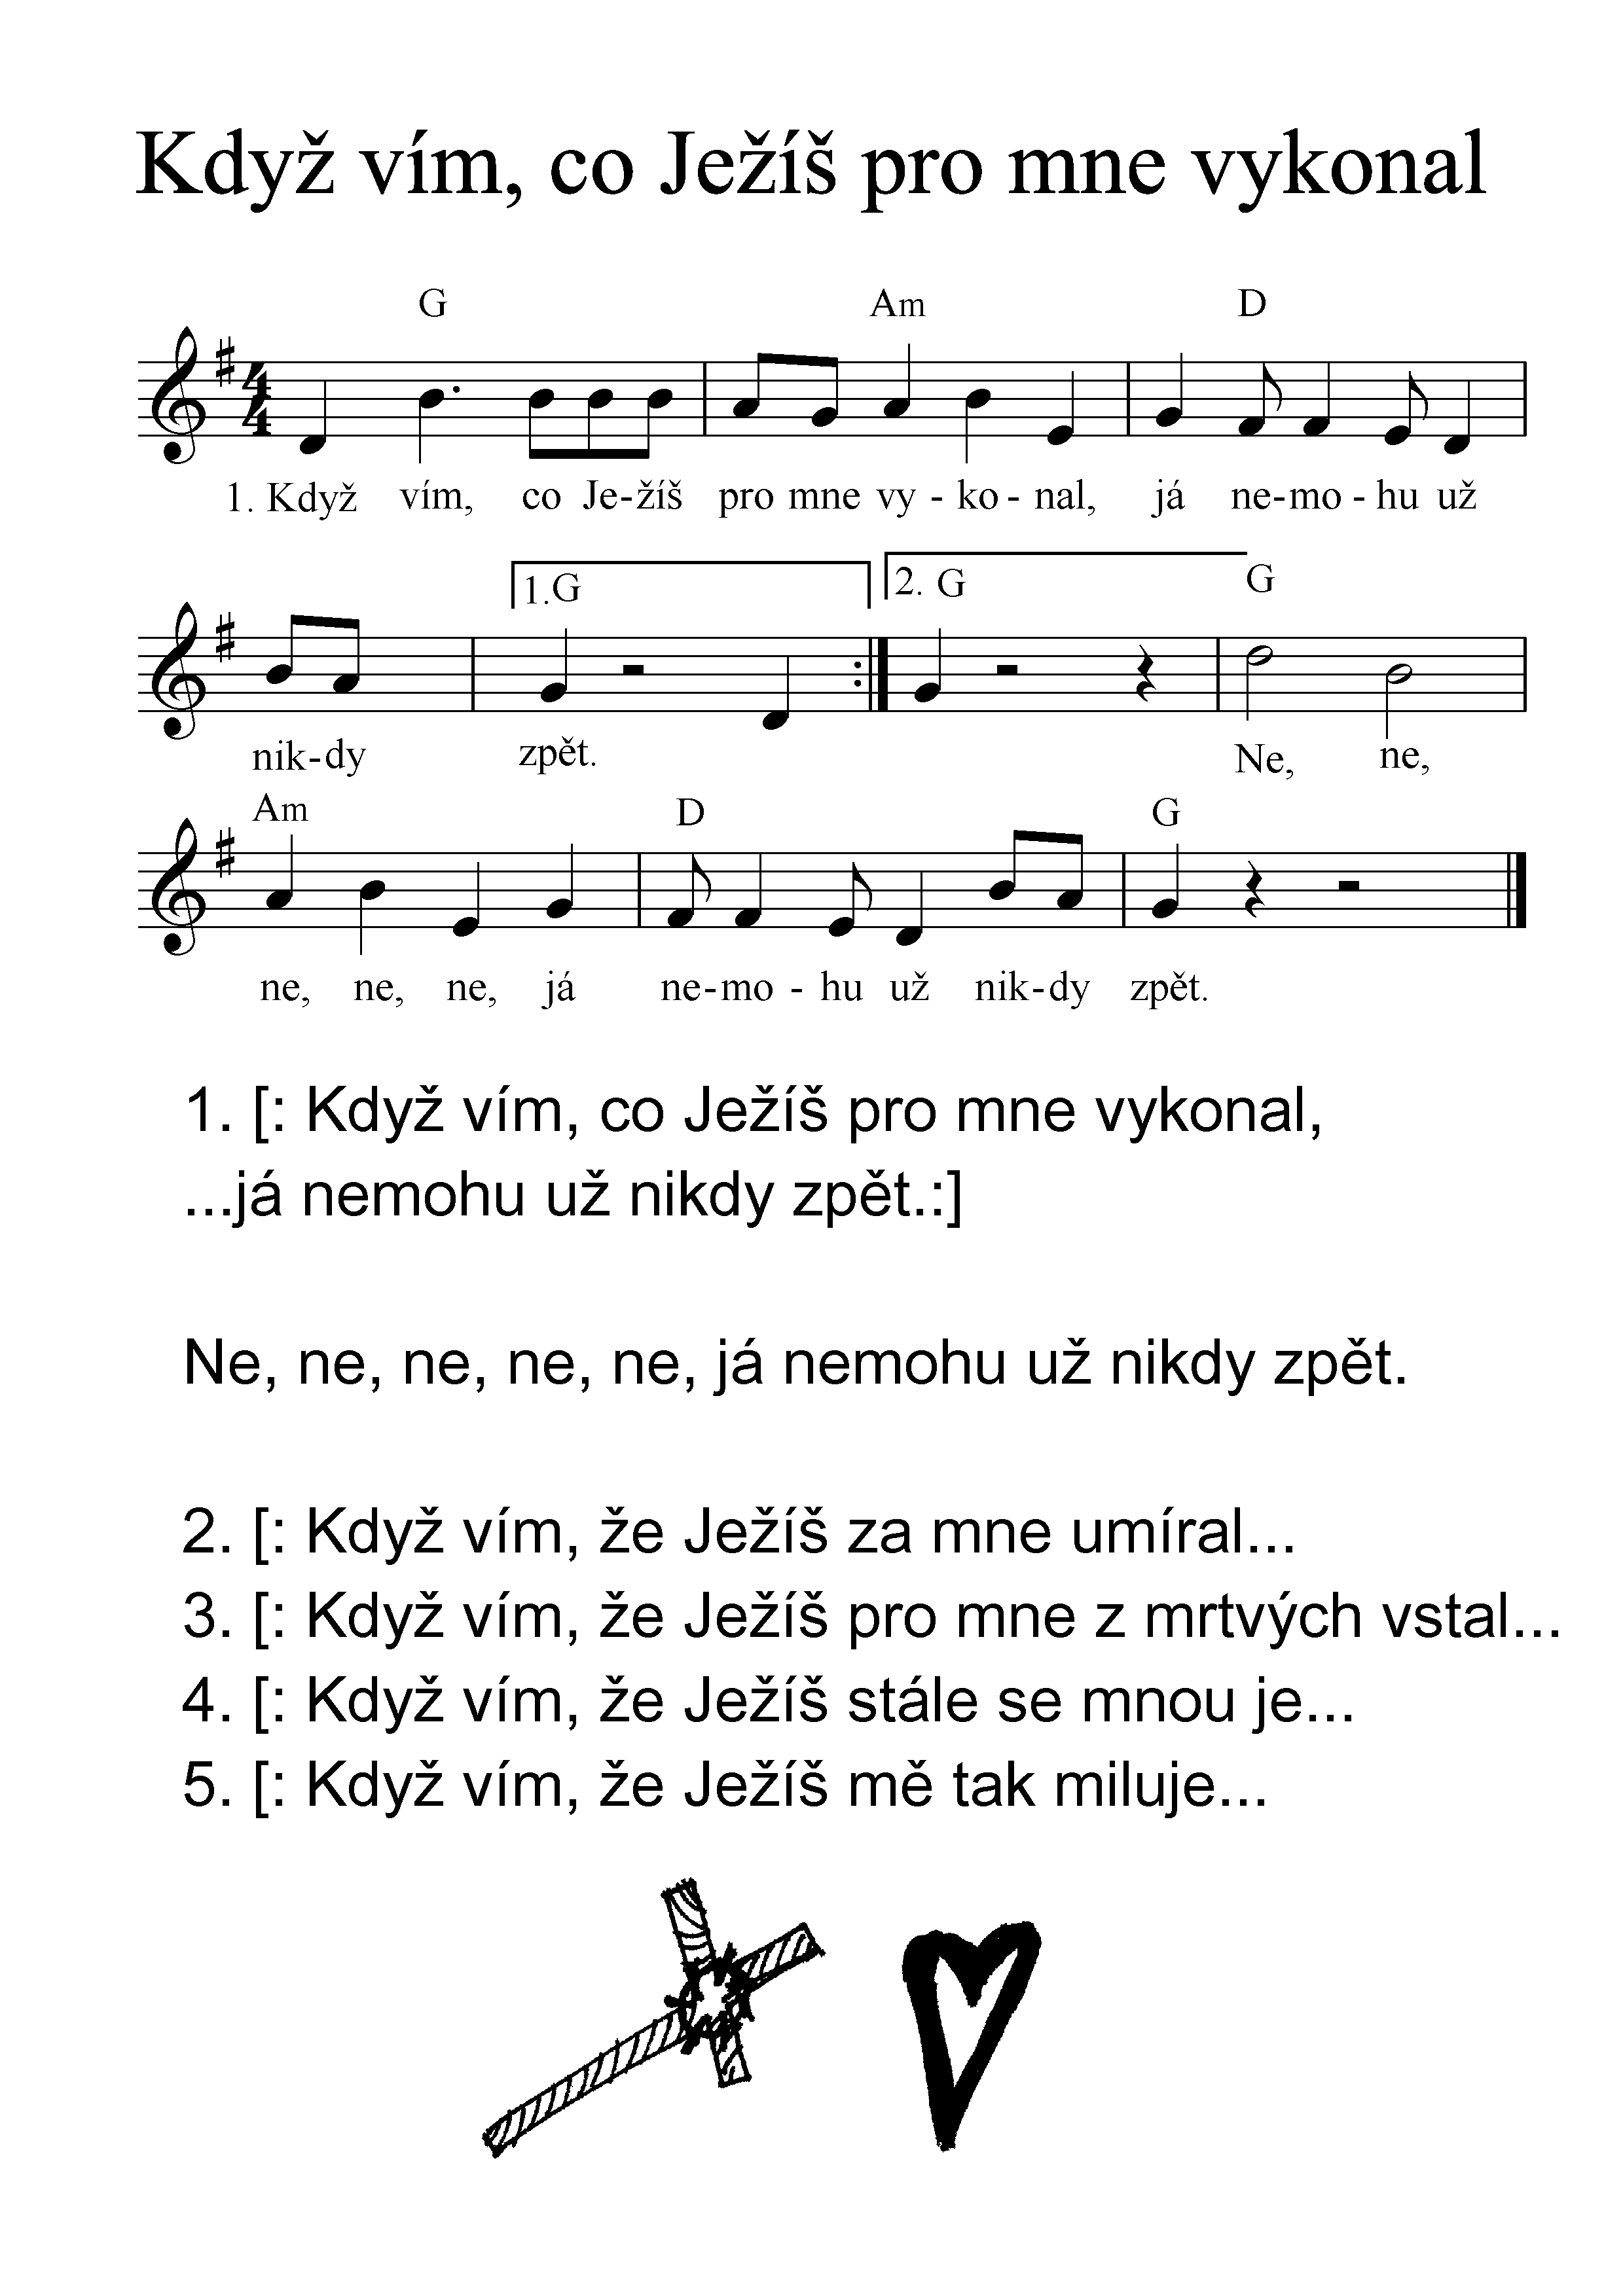 Když vím, co Ježíš pro mne vykonal
G Am D
4
4
1. Když vím, co Je-žíš pro mne vy - ko - nal, já ne-mo - hu už
1.G 2. G G
nik-dy zpět. Ne, ne,
Am D G
ne, ne, ne, já ne-mo - hu už nik-dy zpět.
1. [: Když vím, co Ježíš pro mne vykonal,
...já nemohu už nikdy zpět.:]
Ne, ne, ne, ne, ne, já nemohu už nikdy zpět.
2. [: Když vím, že Ježíš za mne umíral...
3. [: Když vím, že Ježíš pro mne z mrtvých vstal...
4. [: Když vím, že Ježíš stále se mnou je...
5. [: Když vím, že Ježíš mě tak miluje...